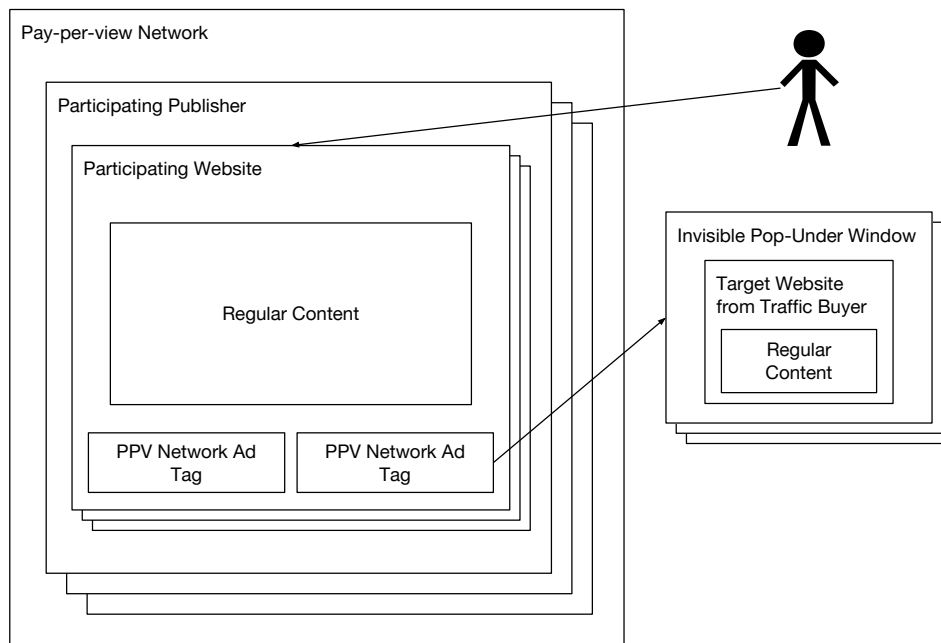 Pay-per-view Network
Participating Publisher
Participating Website
Regular Content
PPV Network Ad
Tag
PPV Network Ad
Tag
Invisible Pop-Under Window
Target Website
from Traffic Buyer
Regular
Content